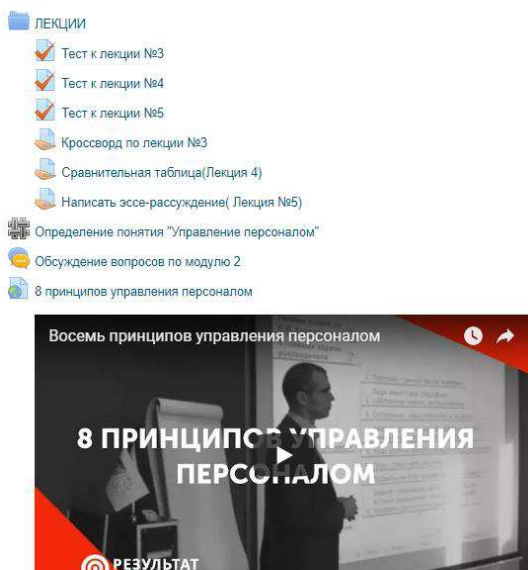 ЛЕКЦИИ
Тест к лекции №3
Тест к лекции №4
Тест к лекции №5
Кроссворд по лекции №3
Сравнительная таблица(Лекция 4)
Написать эссе-рассуждение( Лекция №5)
Определение понятия "Управление персоналом"
Обсуждение вопросов по модулю 2
8 принципов управления персоналом
Восемь принципов управления персоналом
8 ПРИНЦИПОВ УПРАВЛЕНИЯ
ПЕРСОНАЛОМ
РЕЗУЛЬТАТ